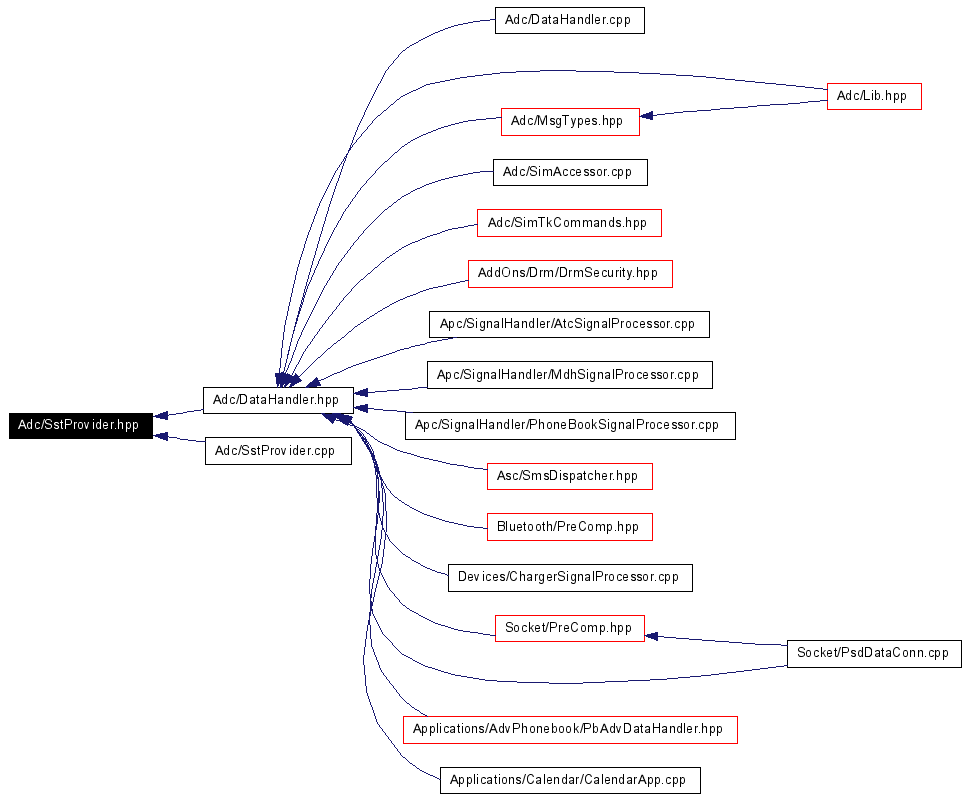 Adc/DataHandler.cpp
Adc/Lib.hpp
Adc/MsgTypes.hpp
Adc/SimAccessor.cpp
Adc/SimTkCommands.hpp
AddOns/Drm/DrmSecurity.hpp
Apc/SignalHandler/AtcSignalProcessor.cpp
Apc/SignalHandler/MdhSignalProcessor.cpp
Adc/DataHandler.hpp
Adc/SstProvider.hpp
Apc/SignalHandler/PhoneBookSignalProcessor.cpp
Adc/SstProvider.cpp
Asc/SmsDispatcher.hpp
Bluetooth/PreComp.hpp
Devices/ChargerSignalProcessor.cpp
Socket/PreComp.hpp
Socket/PsdDataConn.cpp
Applications/AdvPhonebook/PbAdvDataHandler.hpp
Applications/Calendar/CalendarApp.cpp